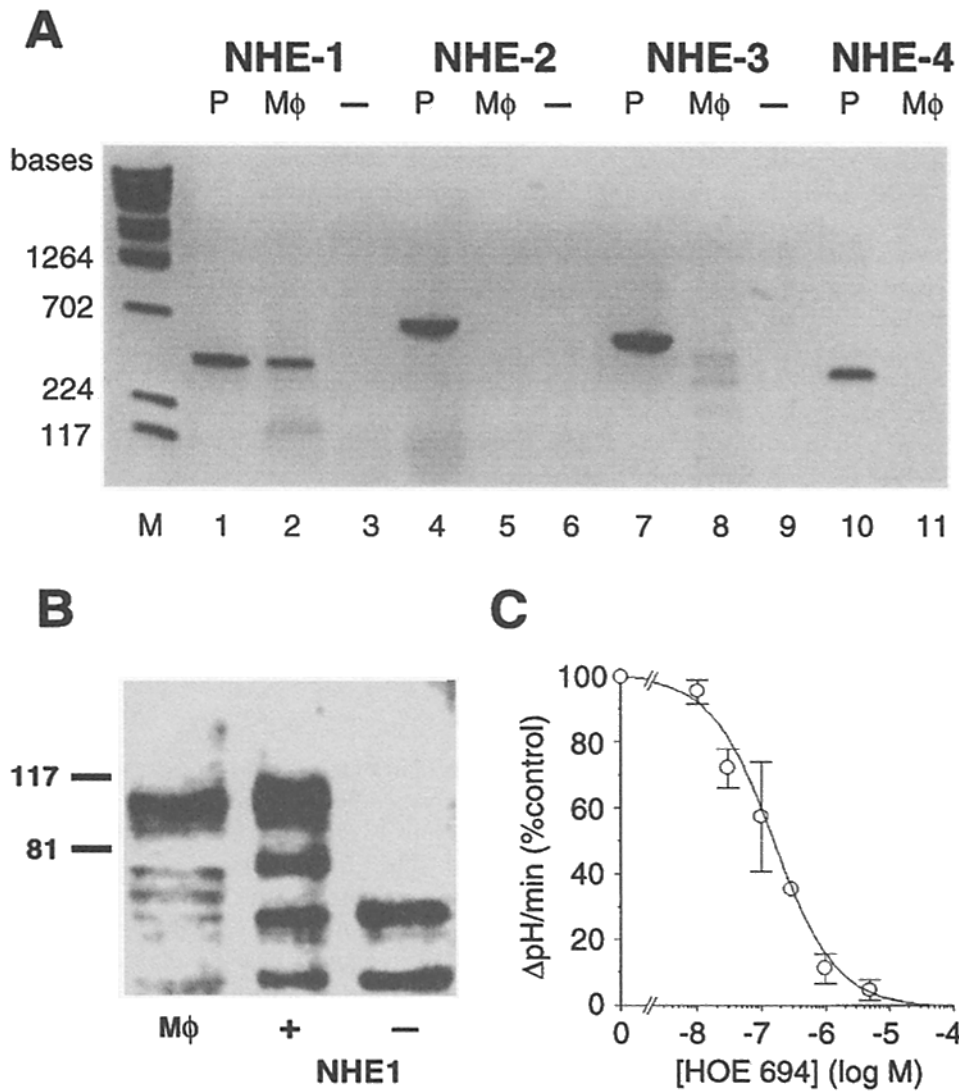 A
NHE-1 NHE-2 NHE-3 NHE-4
P Mϕ — P Mϕ — P Mϕ — P Mϕ
bases
1264
702
224
117
M 1 2 3 4 5 6 7 8 9 10 11
B
117
81
Mϕ + —
NHE1
C
ΔpH/min (%control)
100
80
60
40
20
0
0 -8 -7 -6 -5 -4
[HOE 694] (log M)